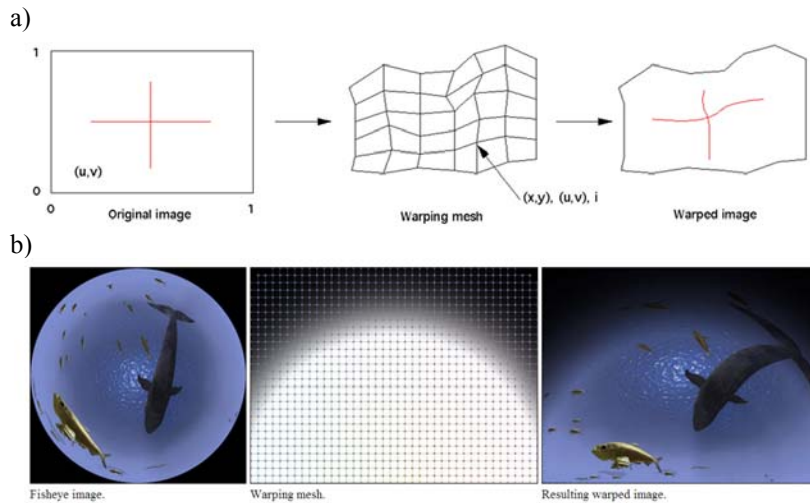 a)
1
(u,v)
0
0
1
Original image
Warping mesh
(x,y), (u,v), i
Warped image
b)
Fisheye image.
Warping mesh.
Resulting warped image.